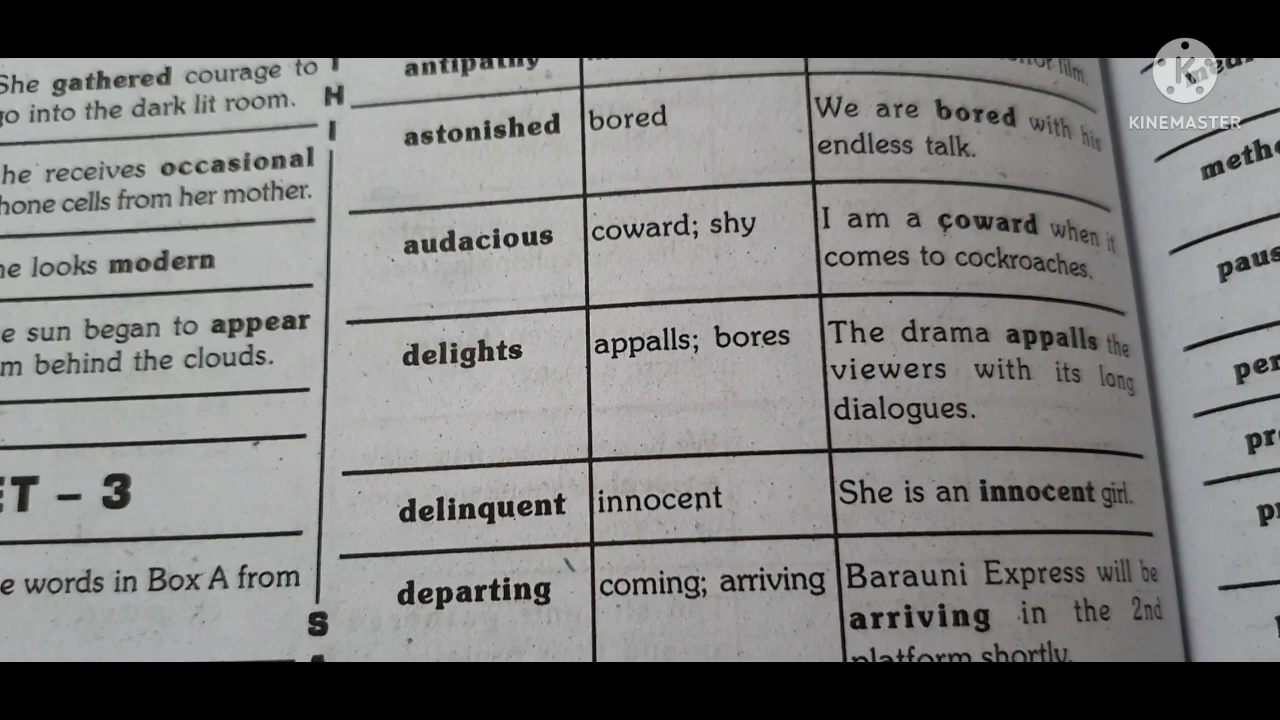 She gathered courage to
go into the dark lit room.
he receives occasional
hone cells from her mother.
he looks modern
e sun began to appear
m behind the clouds.
ET – 3
e words in Box A from
H
I
S
antipathy
film.
astonished bored We are bored with his
endless talk.
audacious coward; shy I am a coward when it
comes to cockroaches.
delights appalls; bores The drama appalls the
viewers with its long
dialogues.
delinquent innocent She is an innocent girl.
departing coming; arriving Barauni Express will be
arriving in the 2nd
platform shortly.
metho
paus
per
pr
p
KINEMASTER